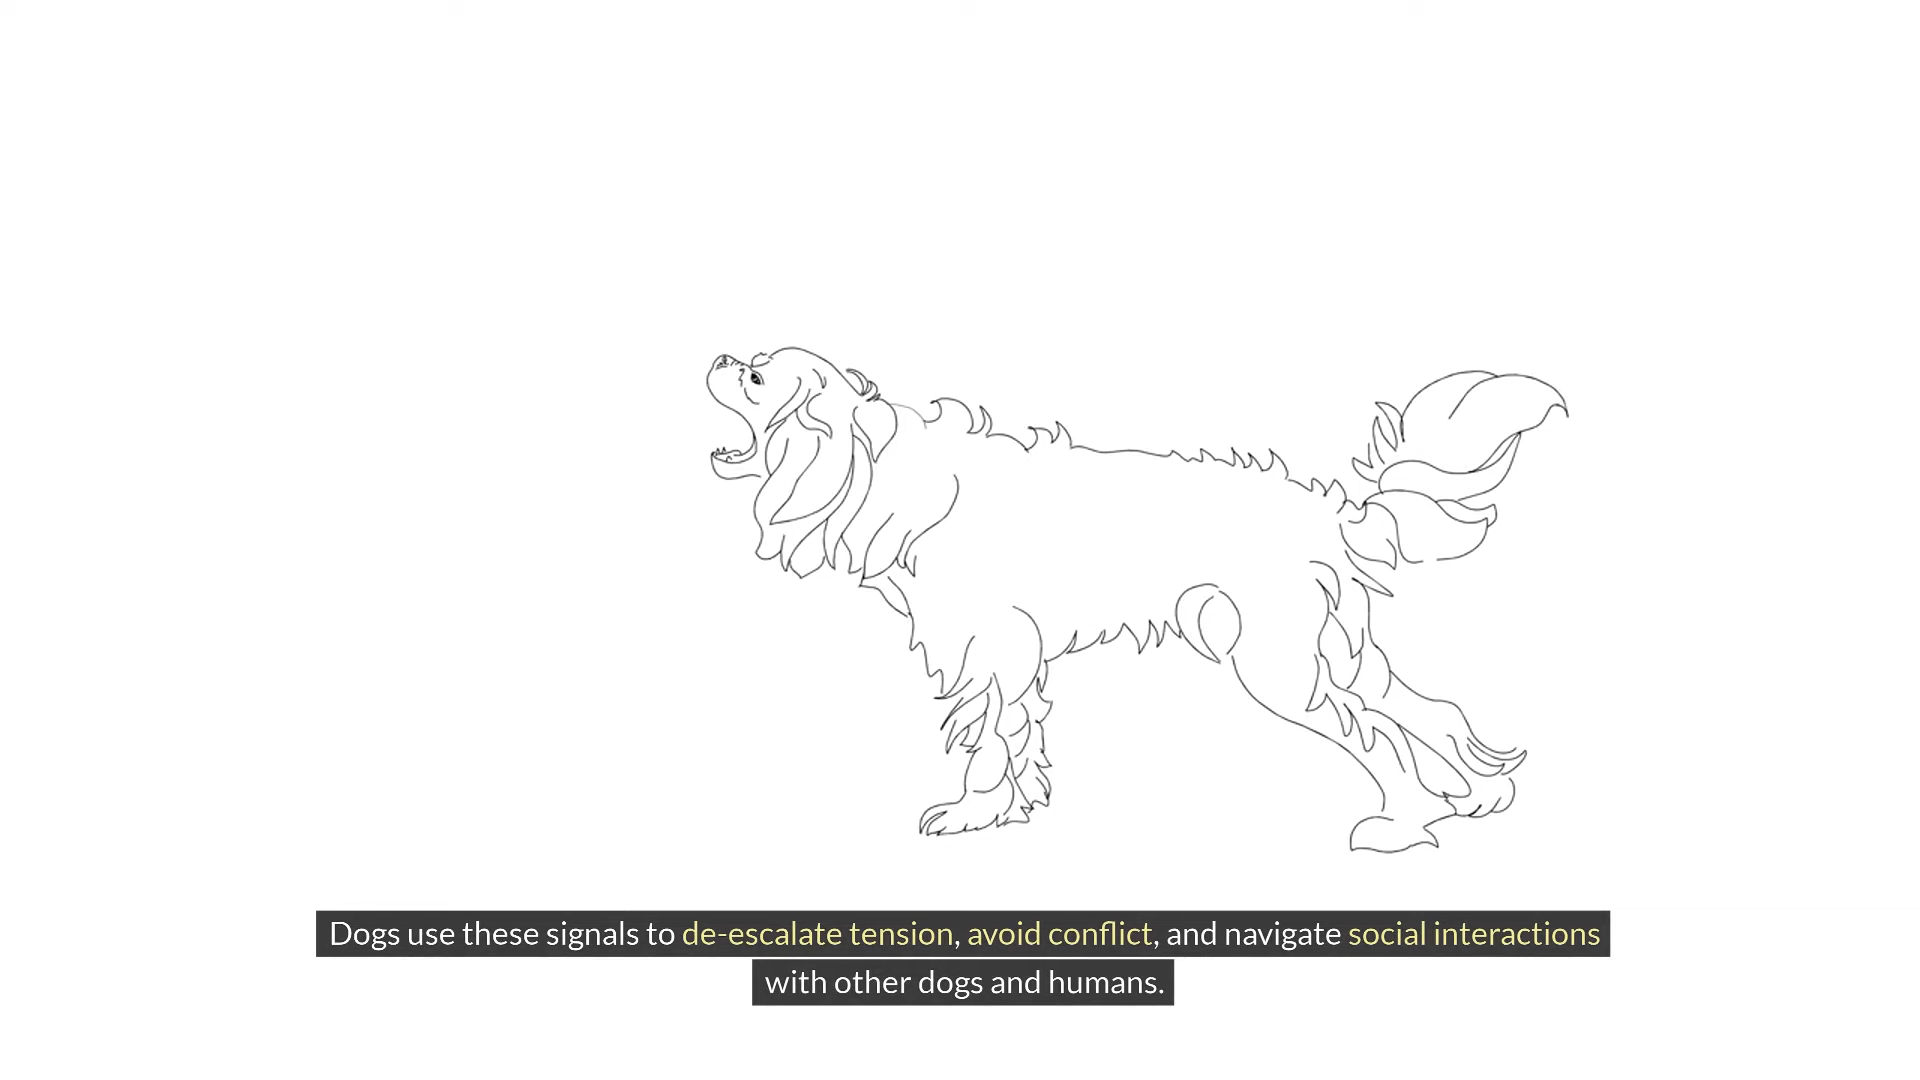 Dogs use these signals to de-escalate tension, avoid conflict, and navigate social interactions
with other dogs and humans.